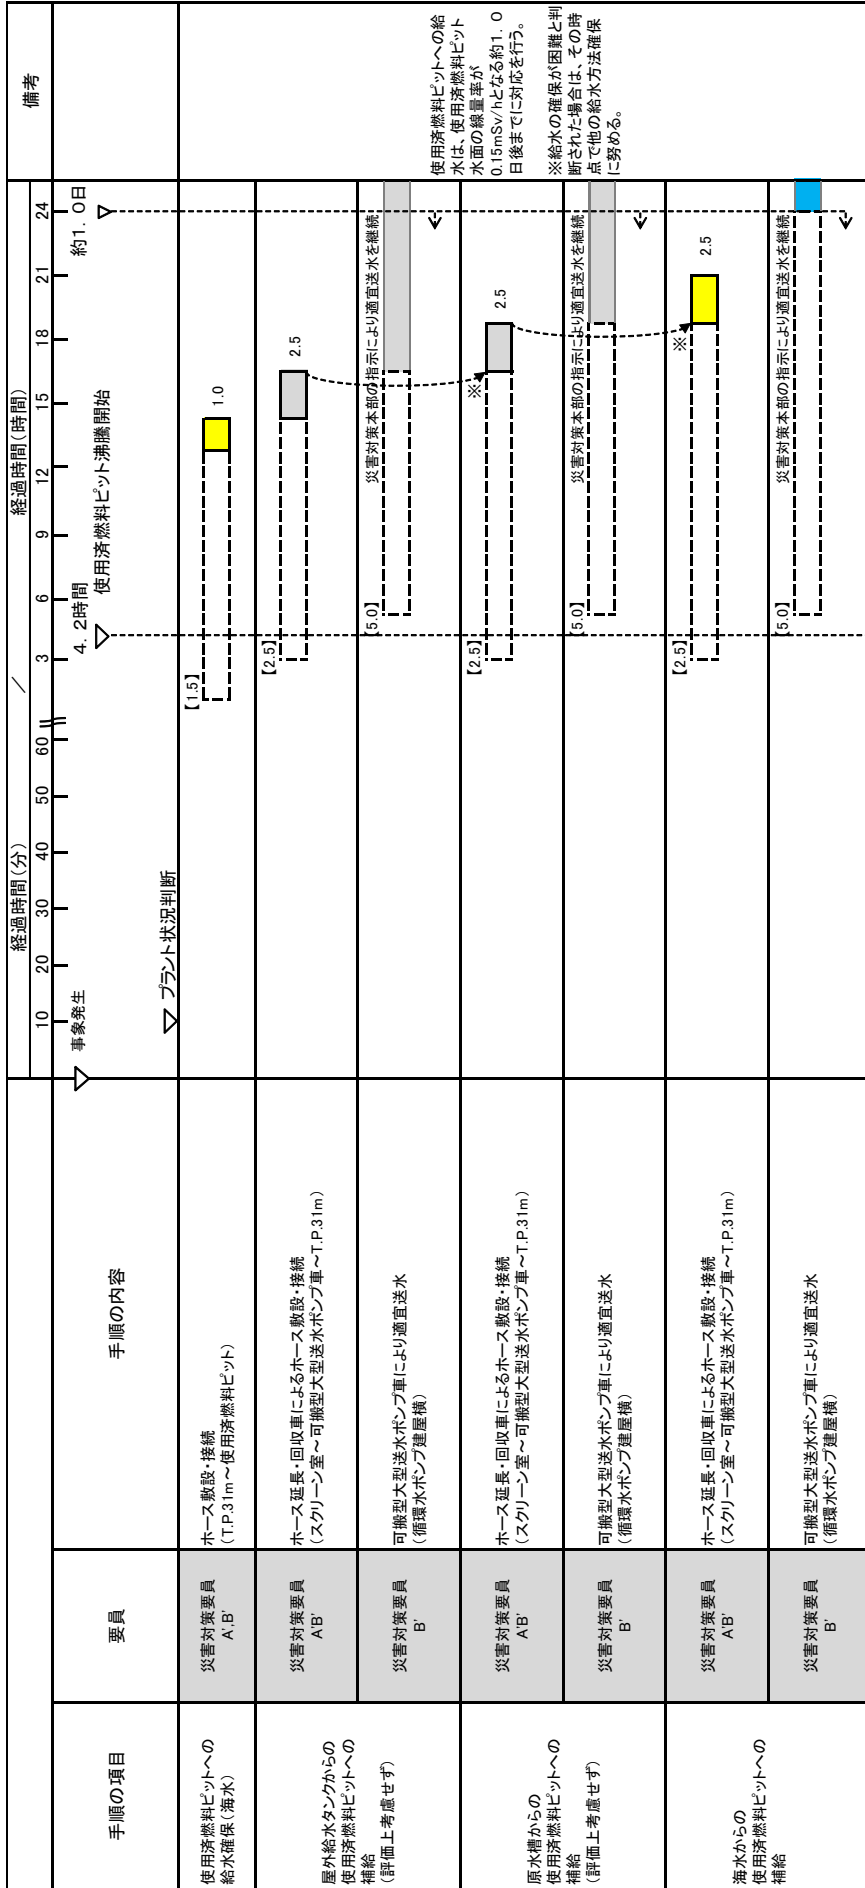 手順の項目
要員
手順の内容
経過時間(分)
/
経過時間(時間)
備考
10
20
30
40
50
60
3
6
9
12
15
18
21
24
事象発生
4．2時間
使用済燃料ピット沸騰開始
約1．0日
プラント状況判断
使用済燃料ピットへの
給水確保(海水)
災害対策要員
A',B'
ホース敷設・接続
(T.P.31m～使用済燃料ピット)
【1.5】
1.0
屋外給水タンクからの
使用済燃料ピットへの
補給
(評価上考慮せず)
災害対策要員
A'B'
ホース延長・回収車によるホース敷設・接続
(スクリーン室～可搬型大型送水ポンプ車～T.P.31m)
【2.5】
2.5
災害対策要員
B'
可搬型大型送水ポンプ車により適宜送水
(循環水ポンプ建屋横)
【5.0】
災害対策本部の指示により適宜送水を継続
原水槽からの
使用済燃料ピットへの
補給
(評価上考慮せず)
災害対策要員
A'B'
ホース延長・回収車によるホース敷設・接続
(スクリーン室～可搬型大型送水ポンプ車～T.P.31m)
【2.5】
※
2.5
災害対策要員
B'
可搬型大型送水ポンプ車により適宜送水
(循環水ポンプ建屋横)
【5.0】
災害対策本部の指示により適宜送水を継続
海水からの
使用済燃料ピットへの
補給
災害対策要員
A'B'
ホース延長・回収車によるホース敷設・接続
(スクリーン室～可搬型大型送水ポンプ車～T.P.31m)
【2.5】
※
2.5
災害対策要員
B'
可搬型大型送水ポンプ車により適宜送水
(循環水ポンプ建屋横)
【5.0】
災害対策本部の指示により適宜送水を継続
使用済燃料ピットへの給
水は、使用済燃料ピット
水面の線量率が
0.15mSv/hとなる約1．０
日後までに対応を行う。
※給水の確保が困難と判
断された場合は、その時
点で他の給水方法確保
に努める。